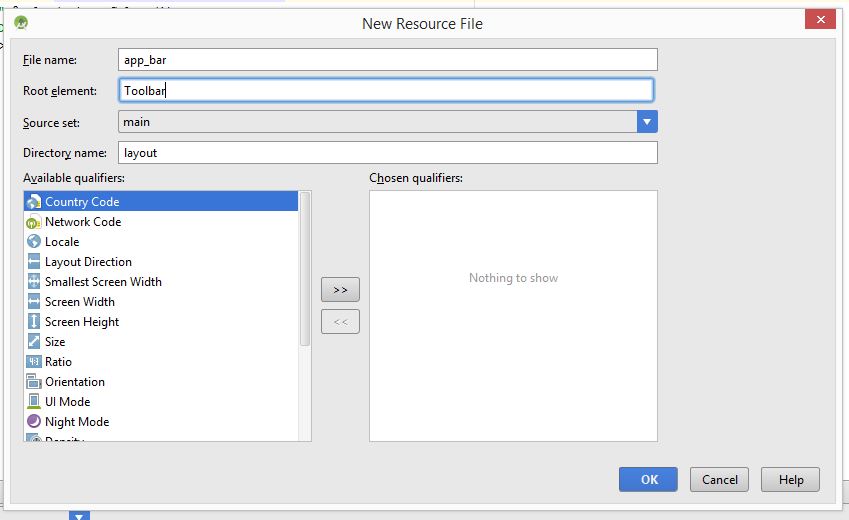 New Resource File
File name: app_bar
Root element: Toolbar
Source set: main
Directory name: layout
Available qualifiers: Chosen qualifiers:
Country Code
Network Code
Locale
Layout Direction
Smallest Screen Width
Screen Width
Screen Height
Size
Ratio
Orientation
UI Mode
Night Mode
Density
>>
<<
Nothing to show
OK Cancel Help